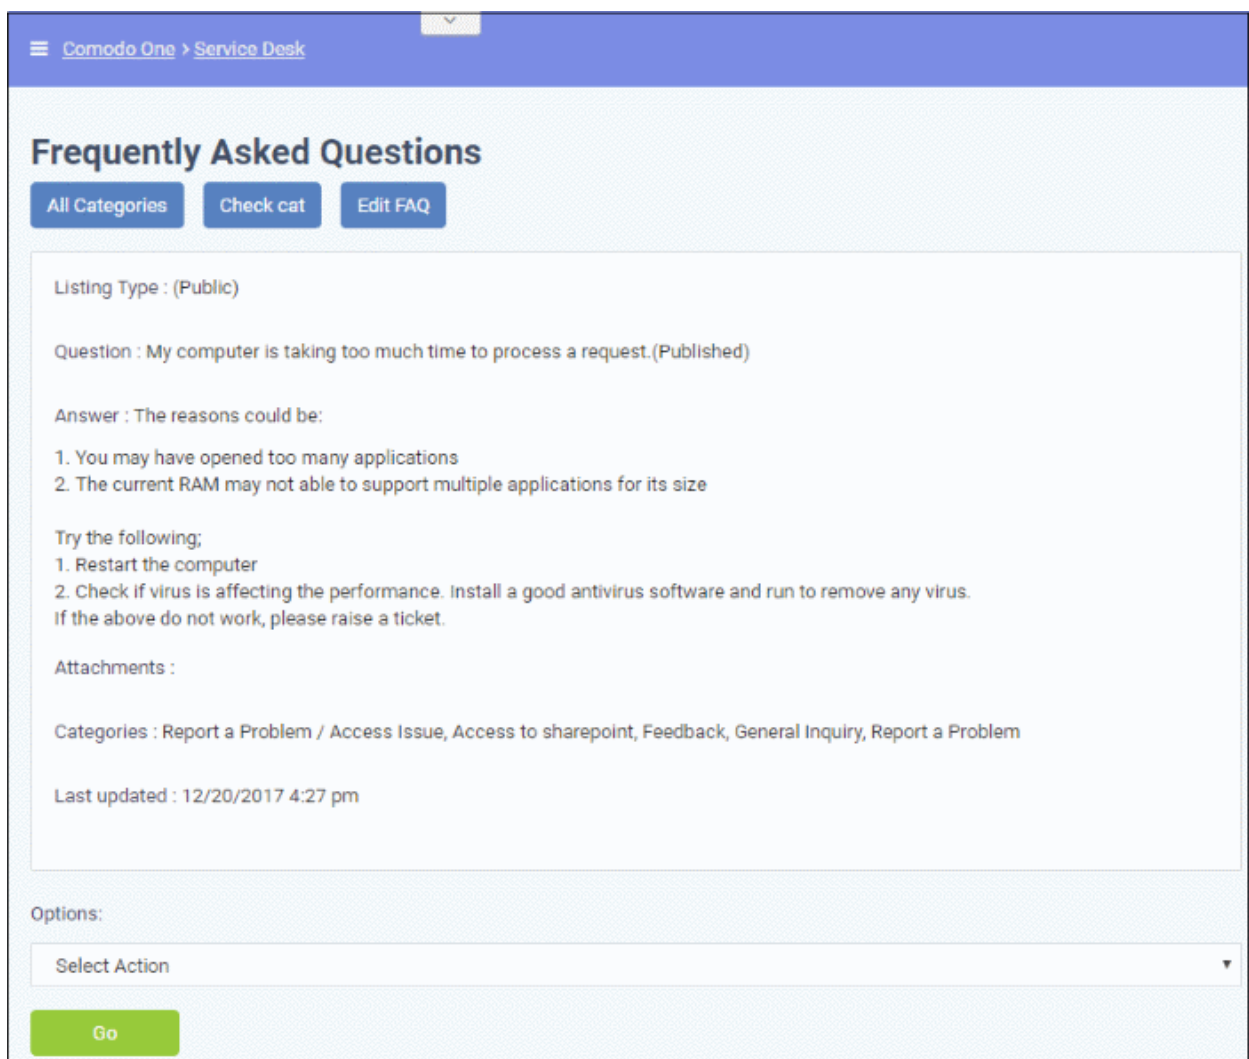 Comodo One > Service Desk
Frequently Asked Questions
All Categories Check cat Edit FAQ
Listing Type : (Public)
Question : My computer is taking too much time to process a request.(Published)
Answer : The reasons could be:
1. You may have opened too many applications
2. The current RAM may not able to support multiple applications for its size
Try the following;
1. Restart the computer
2. Check if virus is affecting the performance. Install a good antivirus software and run to remove any virus.
If the above do not work, please raise a ticket.
Attachments :
Categories : Report a Problem / Access Issue, Access to sharepoint, Feedback, General Inquiry, Report a Problem
Last updated : 12/20/2017 4:27 pm
Options:
Select Action
Go